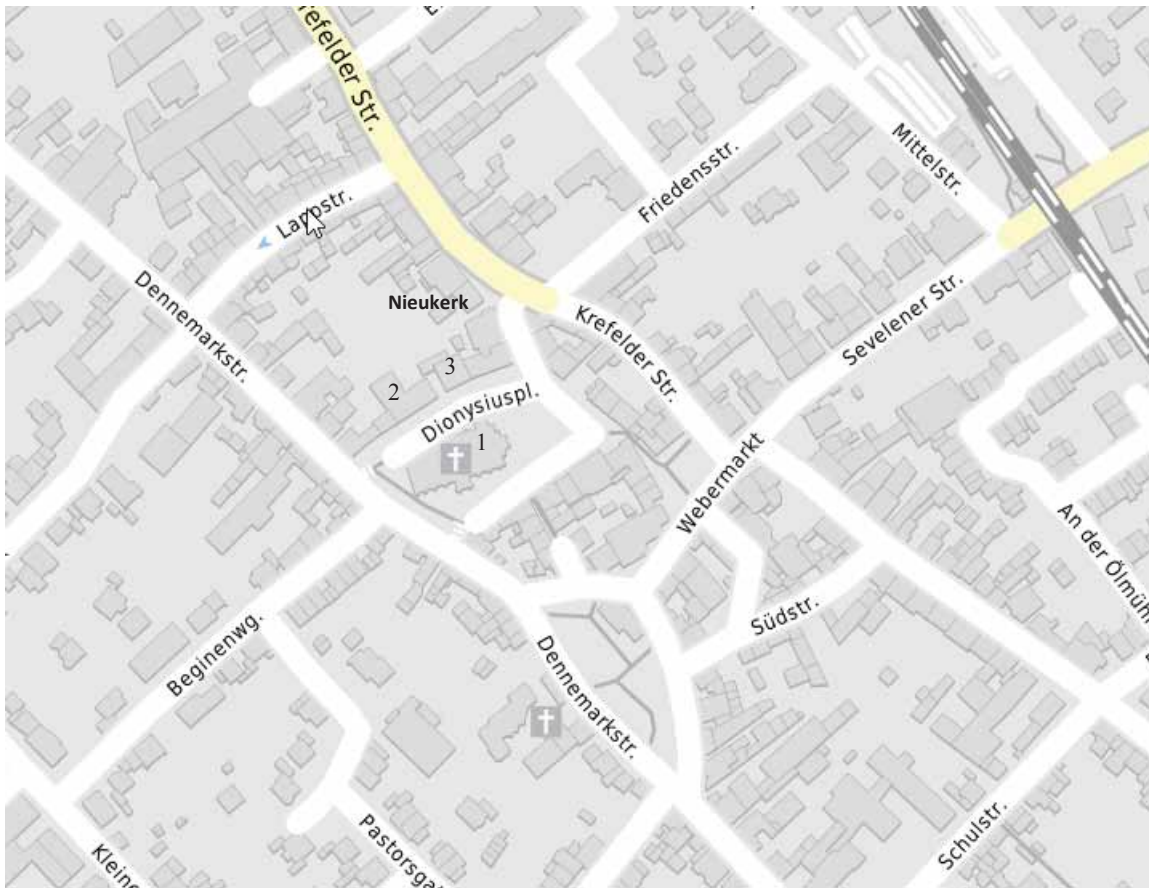 Krefelder Str.
Lappstr.
Friedensstr.
Mittelstr.
Dennemarkstr.
Nieukerk
Krefelder Str.
Sevelener Str.
3
2
Dionysiuspl.
1
Webermarkt
An der Ölmüh
Südstr.
Beginenwg.
Dennemarkstr.
Schulstr.
Pastorsga
Kleine